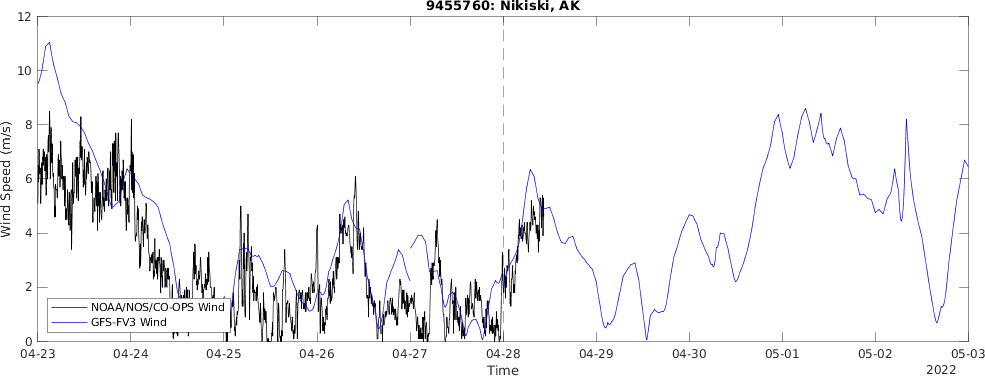 9455760: Nikiski, AK
12
10
8
6
4
2
0
Wind Speed (m/s)
NOAA/NOS/CO-OPS Wind
GFS-FV3 Wind
04-23 04-24 04-25 04-26 04-27 04-28 04-29 04-30 05-01 05-02 05-03
Time
2022